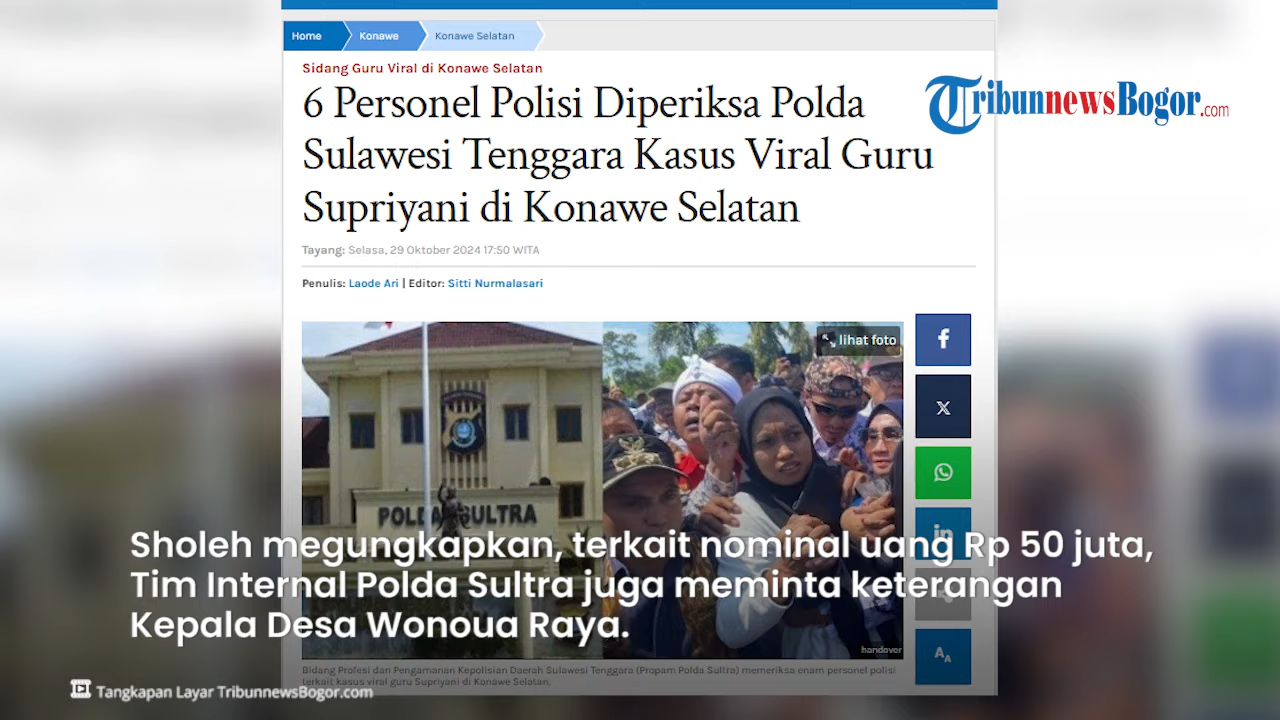 Home
Konawe
Konawe Selatan
Sidang Guru Viral di Konawe Selatan
6 Personel Polisi Diperiksa Polda
Sulawesi Tenggara Kasus Viral Guru
Supriyani di Konawe Selatan
TribunnewsBogor.com
Tayang: Selasa, 29 Oktober 2024 17:50 WITA
Penulis: Laode Ari | Editor: Sitti Nurmalasari
lihat foto
POLDA SULTRA
Sholeh megungkapkan, terkait nominal uang Rp 50 juta,
Tim Internal Polda Sultra juga meminta keterangan
Kepala Desa Wonoua Raya.
handover
Bidang Profesi dan Pengamanan Kepolisian Daerah Sulawesi Tenggara (Propam Polda Sultra) memeriksa enam personel polisi
terkait kasus viral guru Supriyani di Konawe Selatan,
AA
Tangkapan Layar TribunnewsBogor.com